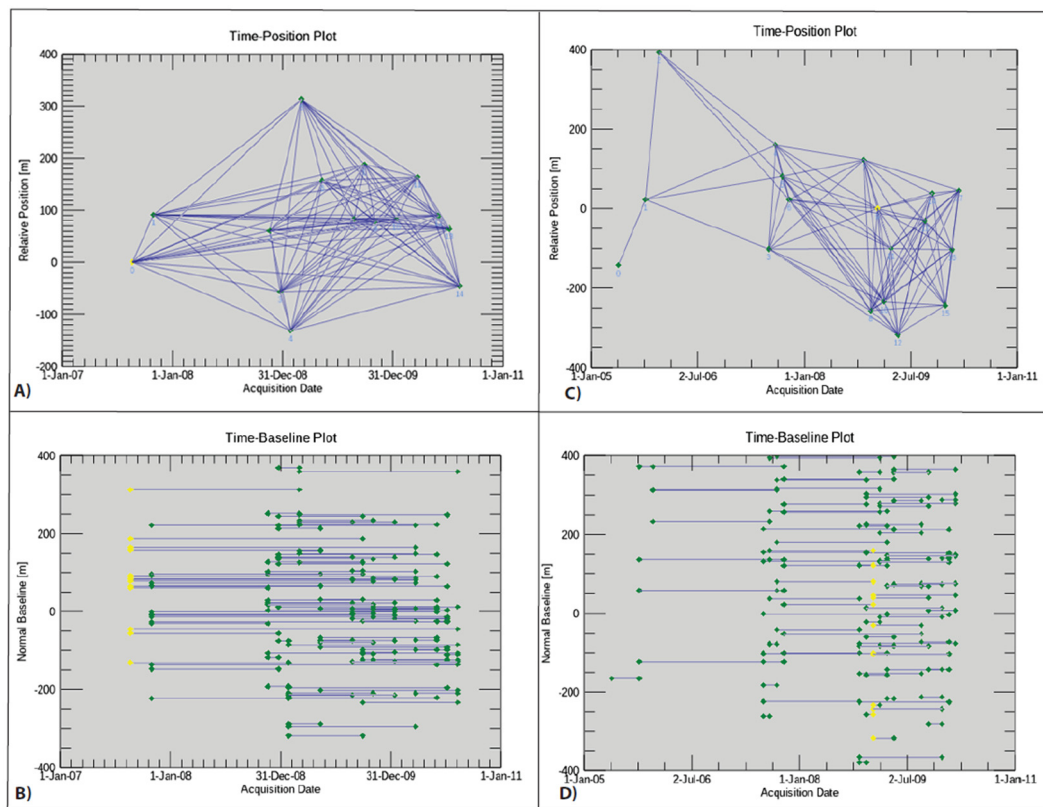 Time-Position Plot
400
300
200
100
0
-100
-200
Relative Position [m]
0
4
14
1-Jan-07
1-Jan-08
31-Dec-08
31-Dec-09
1-Jan-11
Acquisition Date
A)
Time-Position Plot
400
200
0
-200
-400
Relative Position [m]
0
1
3
12
15
1-Jan-05
2-Jul-06
1-Jan-08
2-Jul-09
1-Jan-11
Acquisition Date
C)
Time-Baseline Plot
400
200
0
-200
-400
Normal Baseline [m]
1-Jan-07
1-Jan-08
31-Dec-08
31-Dec-09
1-Jan-11
Acquisition Date
B)
Time-Baseline Plot
400
200
0
-200
-400
Normal Baseline [m]
1-Jan-05
2-Jul-06
1-Jan-08
2-Jul-09
1-Jan-11
Acquisition Date
D)